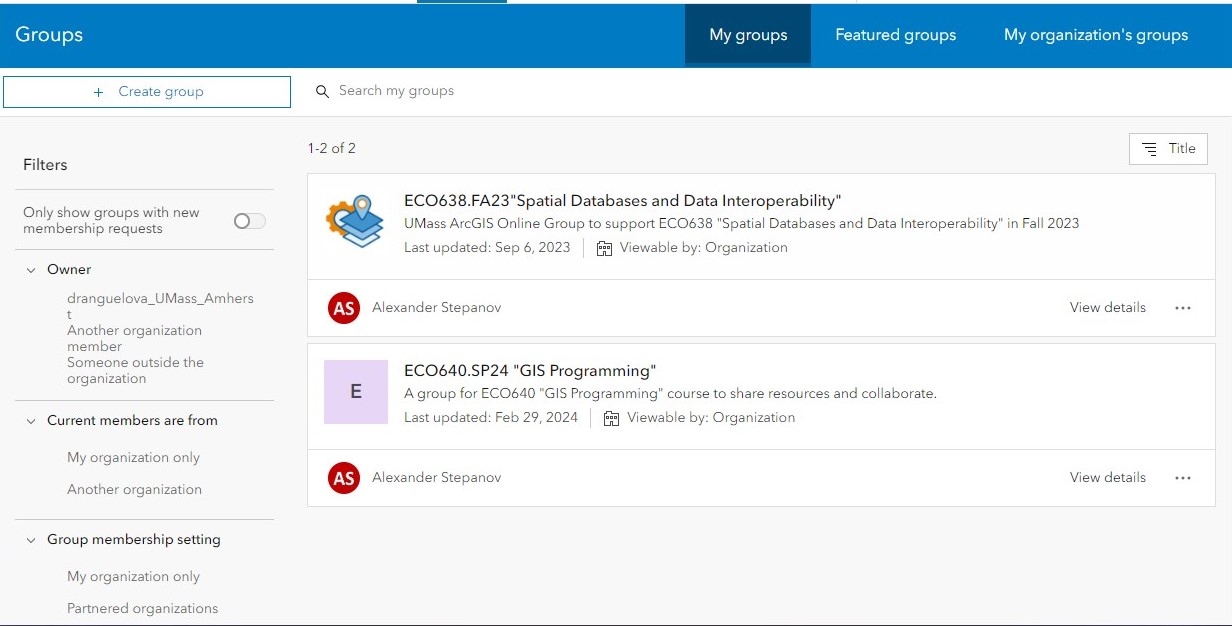 Groups
My groups
Featured groups
My organization's groups
+ Create group
Search my groups
Filters
Only show groups with new
membership requests
Owner
dranguelova_UMass_Amhers
t
Another organization
member
Someone outside the
organization
Current members are from
My organization only
Another organization
Group membership setting
My organization only
Partnered organizations
1-2 of 2
Title
ECO638.FA23"Spatial Databases and Data Interoperability"
UMass ArcGIS Online Group to support ECO638 "Spatial Databases and Data Interoperability" in Fall 2023
Last updated: Sep 6, 2023
Viewable by: Organization
AS
Alexander Stepanov
View details
E
ECO640.SP24 "GIS Programming"
A group for ECO640 "GIS Programming" course to share resources and collaborate.
Last updated: Feb 29, 2024
Viewable by: Organization
AS
Alexander Stepanov
View details